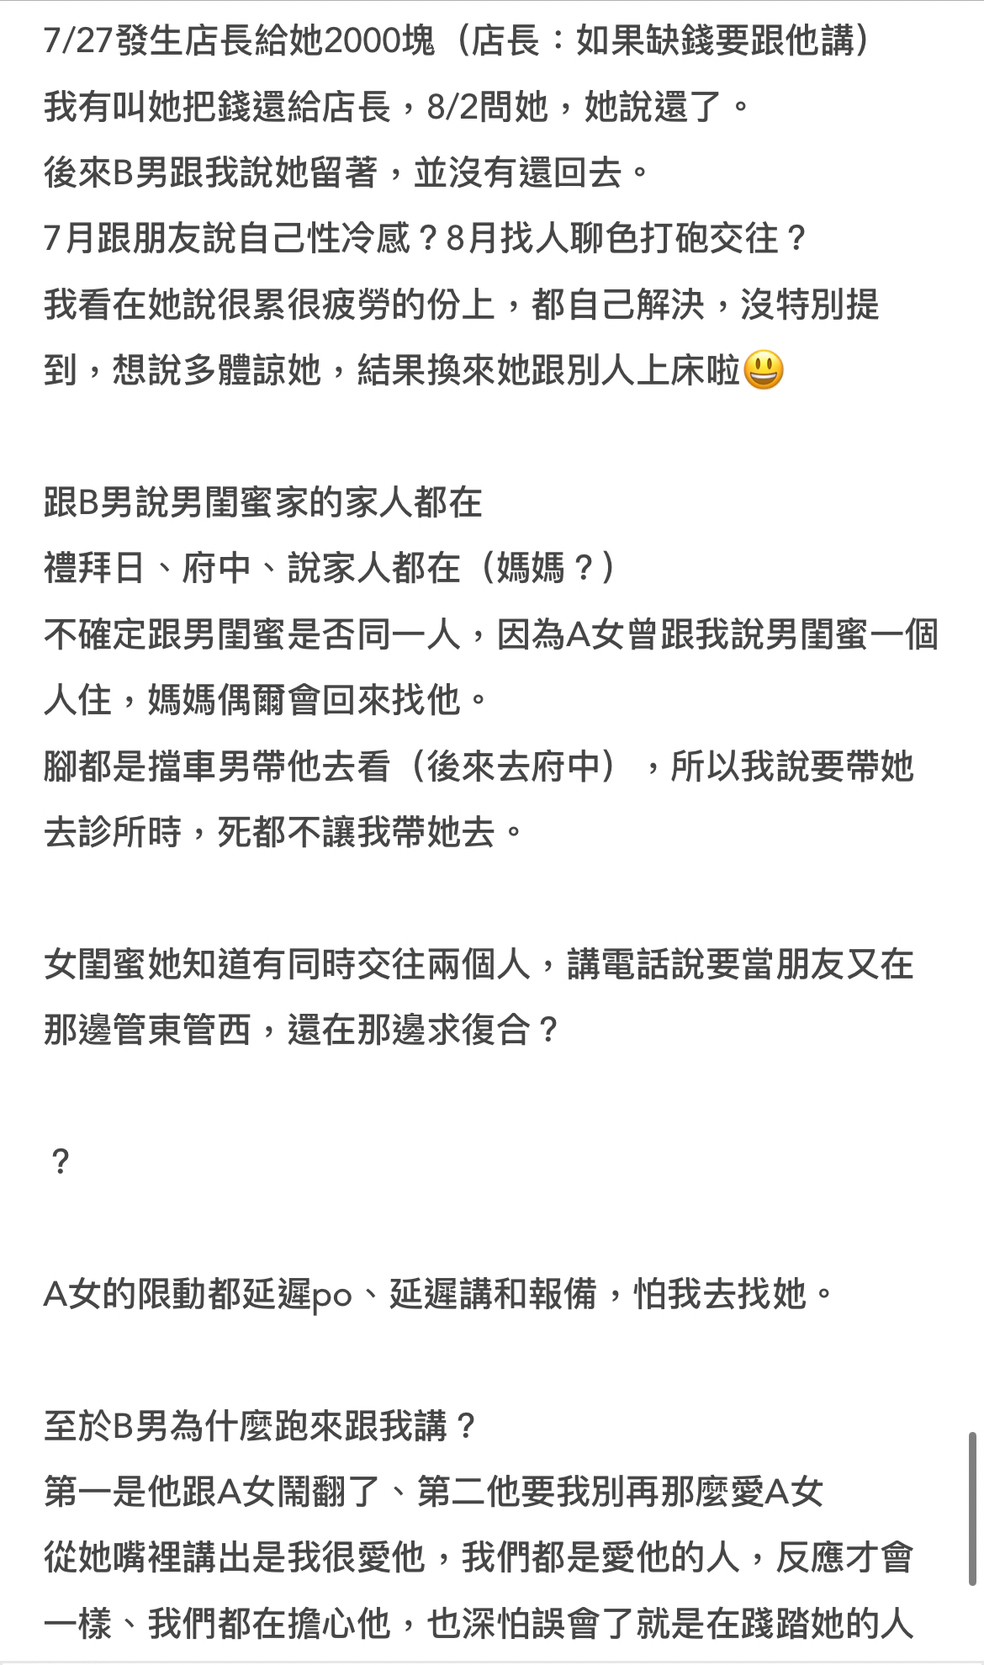 7/27發生店長給她2000塊（店長：如果缺錢要跟他講）
我有叫她把錢還給店長，8/2問她，她說還了。
後來B男跟我說她留著，並沒有還回去。
7月跟朋友說自己性冷感？8月找人聊色打砲交往？
我看在她說很累很疲勞的份上，都自己解決，沒特別提
到，想說多體諒她，結果換來她跟別人上床啦😃
跟B男說男閨蜜家的家人都在
禮拜日、府中、說家人都在（媽媽？）
不確定跟男閨蜜是否同一人，因為A女曾跟我說男閨蜜一個
人住，媽媽偶爾會回來找他。
腳都是擋車男帶他去看（後來去府中），所以我說要帶她
去診所時，死都不讓我帶她去。
女閨蜜她知道有同時交往兩個人，講電話說要當朋友又在
那邊管東管西，還在那邊求復合？
？
A女的限動都延遲po、延遲講和報備，怕我去找她。
至於B男為什麼跑來跟我講？
第一是他跟A女鬧翻了、第二他要我別再那麼愛A女
從她嘴裡講出是我很愛他，我們都是愛他的人，反應才會
一樣、我們都在擔心他，也深怕誤會了就是在踐踏她的人